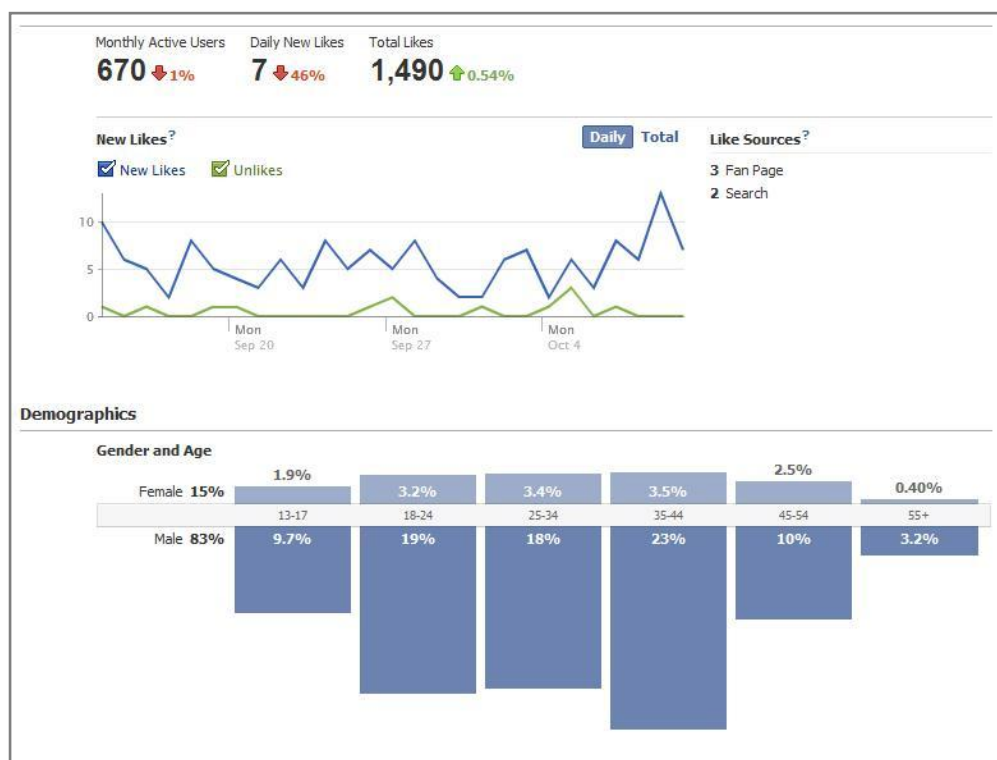 Monthly Active Users Daily New Likes Total Likes
670 1% 7 46% 1,490 0.54%
New Likes? Daily Total Like Sources?
New Likes Unlikes 3 Fan Page
2 Search
10
5
0
Mon Mon Mon
Sep 20 Sep 27 Oct 4
Demographics
Gender and Age
1.9% 2.5%
Female 15% 3.2% 3.4% 3.5% 0.40%
13-17 18-24 25-34 35-44 45-54 55+
Male 83% 9.7% 19% 18% 23% 10% 3.2%